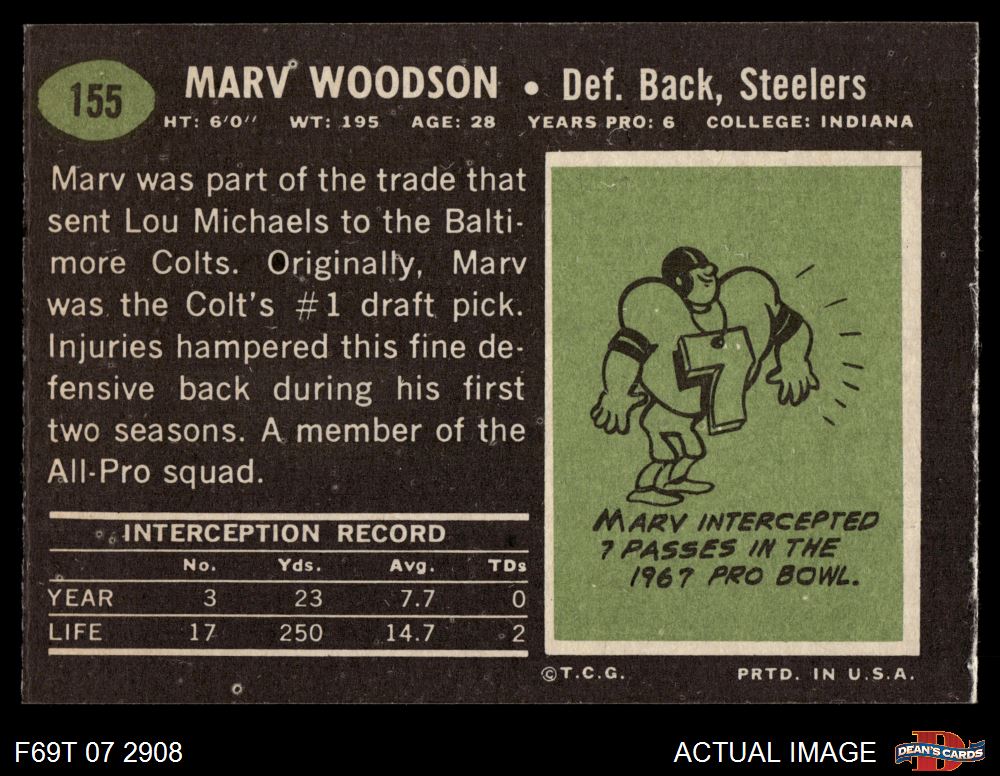 155
MARV WOODSON • Def. Back, Steelers
HT: 6'0" WT: 195 AGE: 28 YEARS PRO: 6 COLLEGE: INDIANA
Marv was part of the trade that
sent Lou Michaels to the Balti-
more Colts. Originally, Marv
was the Colt's #1 draft pick.
Injuries hampered this fine de-
fensive back during his first
two seasons. A member of the
All-Pro squad.
INTERCEPTION RECORD
No. Yds. Avg. TDs
YEAR 3 23 7.7 0
LIFE 17 250 14.7 2
7
MARV INTERCEPTED
7 PASSES IN THE
1967 PRO BOWL.
©T.C.G. PRTD. IN U.S.A.
F69T 07 2908
ACTUAL IMAGE
DEAN'S CARDS